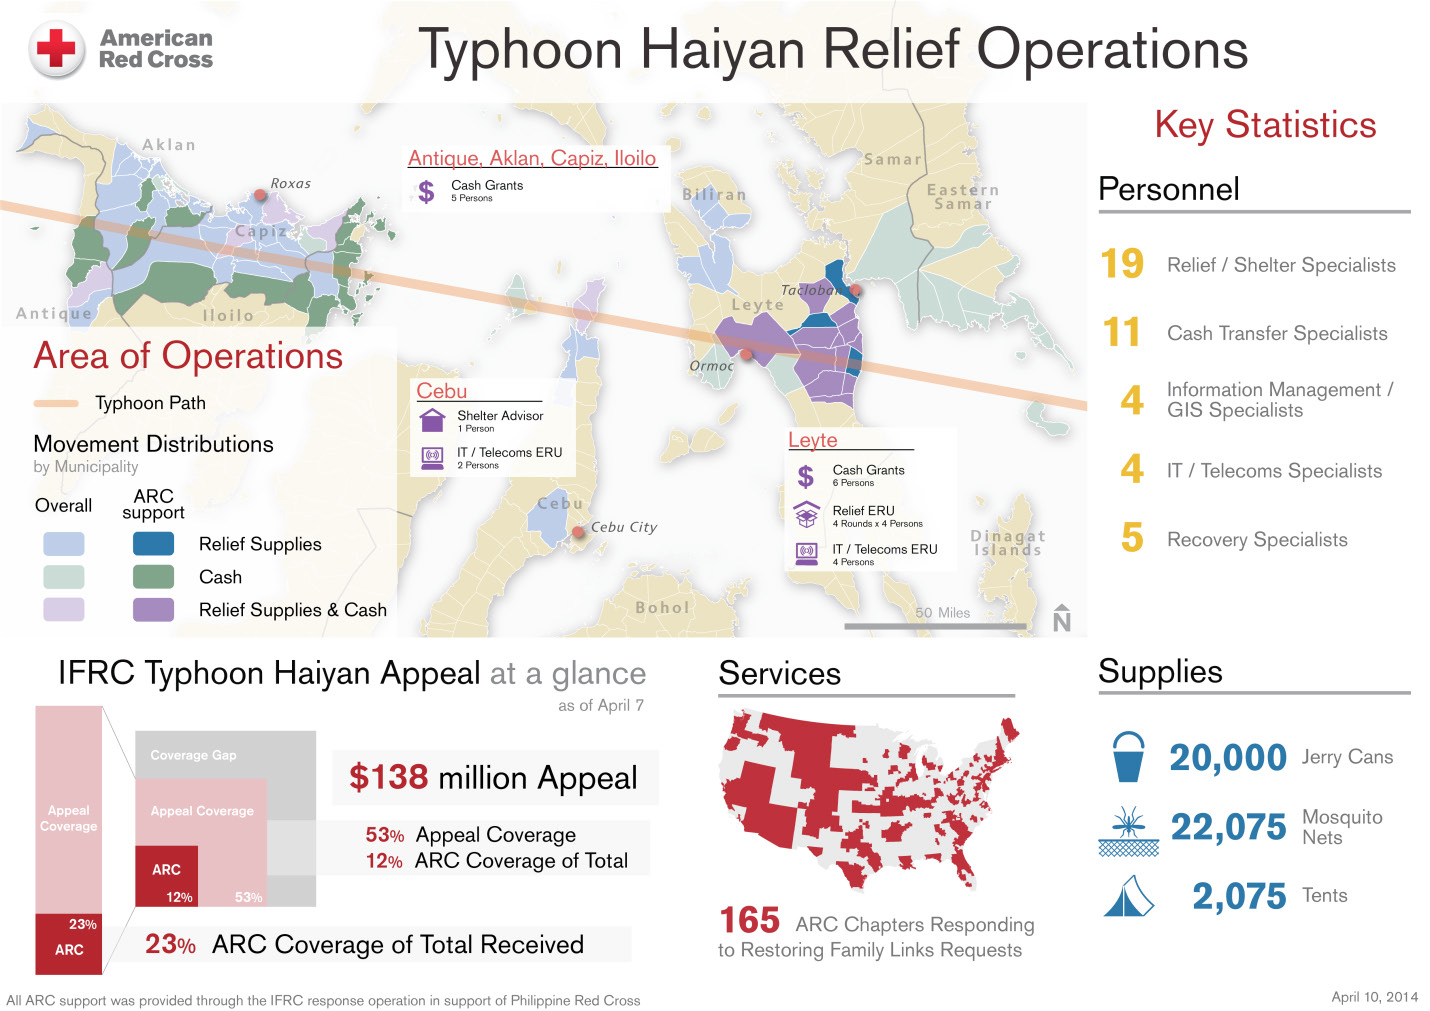 American
Red Cross
Typhoon Haiyan Relief Operations
Aklan
Roxas
Capiz
Antique
Iloilo
Antique, Aklan, Capiz, Iloilo
$
Cash Grants
5 Persons
Biliran
Samar
Eastern
Samar
Tacloban
Leyte
Ormoc
Cebu
Shelter Advisor
1 Person
IT / Telecoms ERU
2 Persons
Leyte
$
Cash Grants
6 Persons
Relief ERU
4 Rounds x 4 Persons
IT / Telecoms ERU
4 Persons
Cebu
Cebu City
Bohol
Dinagat
Islands
50 Miles
N
Area of Operations
Typhoon Path
Movement Distributions
by Municipality
Overall
ARC
support
Relief Supplies
Cash
Relief Supplies & Cash
Key Statistics
Personnel
19 Relief / Shelter Specialists
11 Cash Transfer Specialists
4 Information Management /
GIS Specialists
4 IT / Telecoms Specialists
5 Recovery Specialists
IFRC Typhoon Haiyan Appeal at a glance
as of April 7
Appeal
Coverage
23%
ARC
Coverage Gap
Appeal Coverage
ARC
12%
53%
$138 million Appeal
53% Appeal Coverage
12% ARC Coverage of Total
23% ARC Coverage of Total Received
Services
165 ARC Chapters Responding
to Restoring Family Links Requests
Supplies
20,000 Jerry Cans
22,075 Mosquito
Nets
2,075 Tents
All ARC support was provided through the IFRC response operation in support of Philippine Red Cross
April 10, 2014